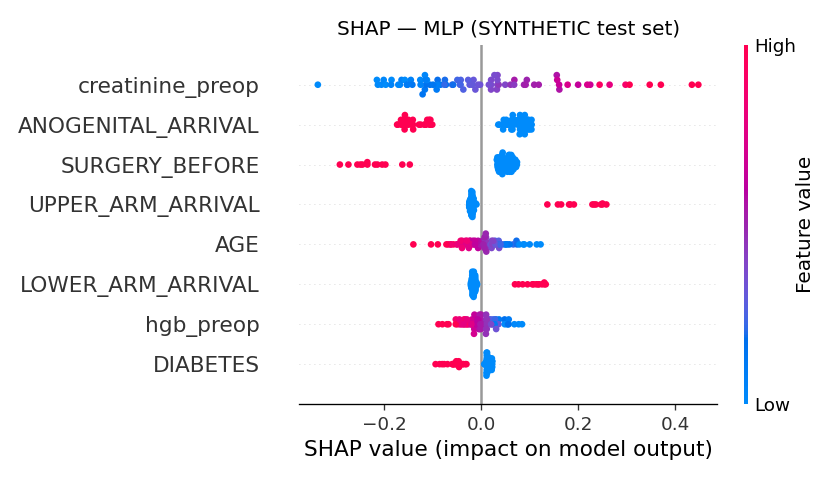 SHAP — MLP (SYNTHETIC test set)
High
creatinine_preop
ANOGENITAL_ARRIVAL
SURGERY_BEFORE
UPPER_ARM_ARRIVAL
AGE
LOWER_ARM_ARRIVAL
hgb_preop
DIABETES
Feature value
Low
−0.2 0.0 0.2 0.4
SHAP value (impact on model output)